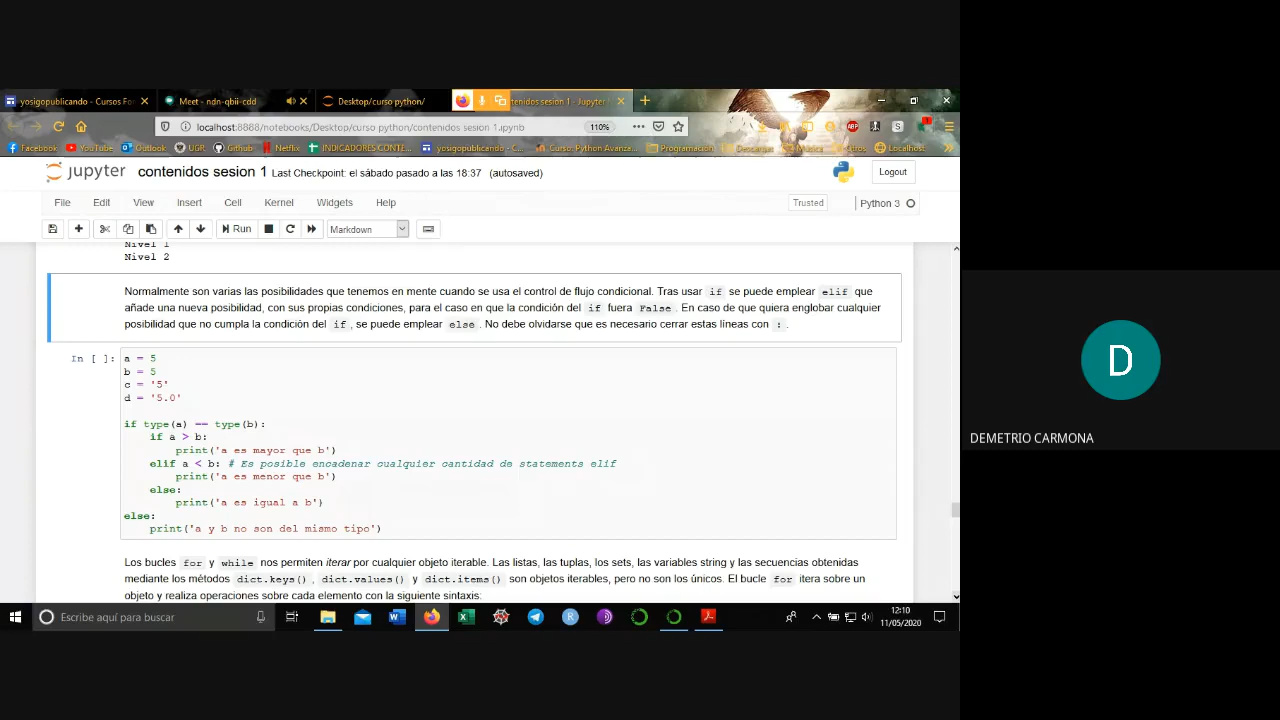 yosigopublicando - Cursos For
Meet - ndn-qbii-cdd
Desktop/curso python/
ntenidos sesion 1 - Jupyter
localhost:8888/notebooks/Desktop/curso python/contenidos sesion 1.ipynb
110%
Facebook
YouTube
Outlook
UGR
Github
Netflix
INDICADORES CONTE...
yosigopublicando - C...
Curso: Python Avanza...
Programación
Descargas
Música
Otros
Localhost
jupyter contenidos sesion 1 Last Checkpoint: el sábado pasado a las 18:37 (autosaved)
Logout
File Edit View Insert Cell Kernel Widgets Help
Trusted
Python 3
Run
Markdown
Nivel 1
Nivel 2
Normalmente son varias las posibilidades que tenemos en mente cuando se usa el control de flujo condicional. Tras usar if se puede emplear elif que
añade una nueva posibilidad, con sus propias condiciones, para el caso en que la condición del if fuera False. En caso de que quiera englobar cualquier
posibilidad que no cumpla la condición del if, se puede emplear else. No debe olvidarse que es necesario cerrar estas líneas con :.
In [ ]: a = 5
b = 5
c = '5'
d = '5.0'
if type(a) == type(b):
if a > b:
print('a es mayor que b')
elif a < b: # Es posible encadenar cualquier cantidad de statements elif
print('a es menor que b')
else:
print('a es igual a b')
else:
print('a y b no son del mismo tipo')
Los bucles for y while nos permiten iterar por cualquier objeto iterable. Las listas, las tuplas, los sets, las variables string y las secuencias obtenidas
mediante los métodos dict.keys(), dict.values() y dict.items() son objetos iterables, pero no son los únicos. El bucle for itera sobre un
objeto y realiza operaciones sobre cada elemento con la siguiente sintaxis:
Escribe aquí para buscar
12:10
11/05/2020
D
DEMETRIO CARMONA